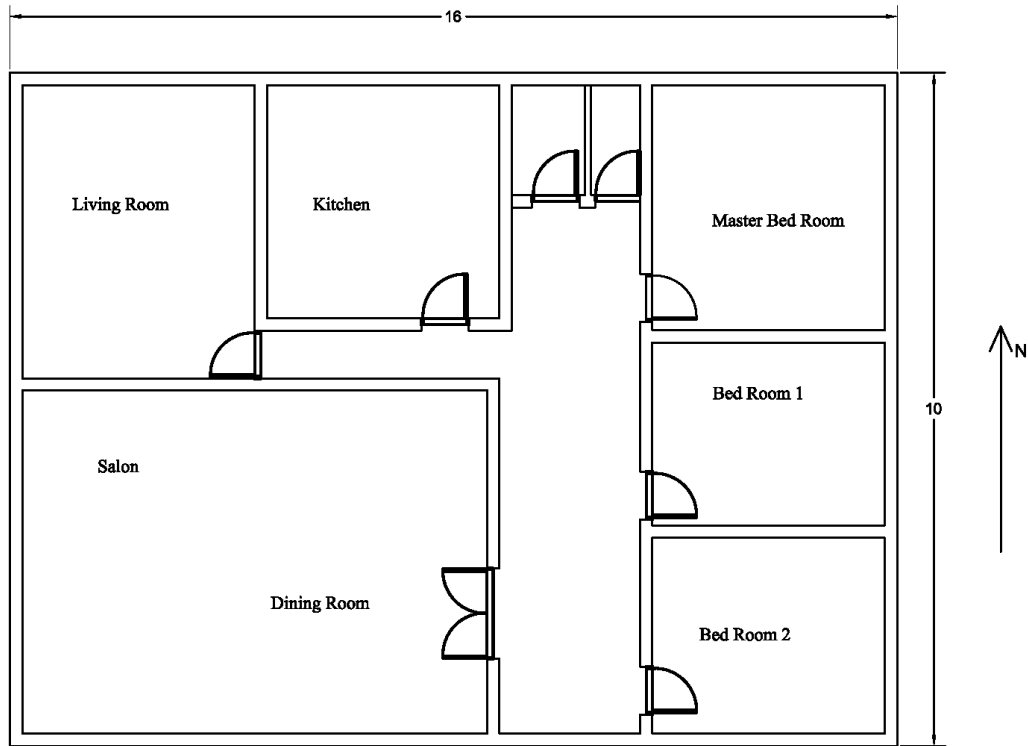 16
Living Room
Kitchen
Master Bed Room
N
Bed Room 1
10
Salon
Dining Room
Bed Room 2